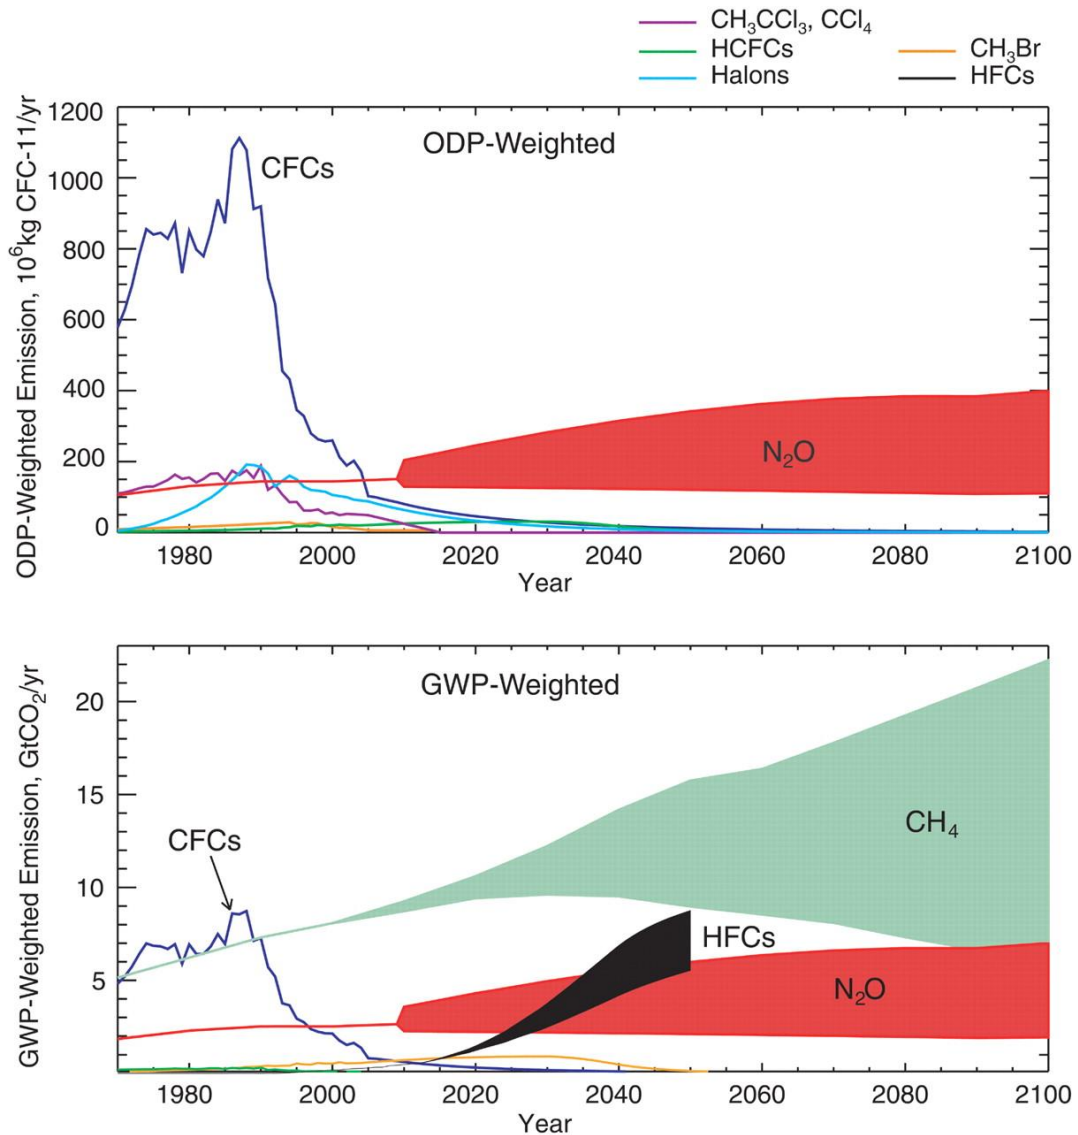 CH₃CCl₃, CCl₄
HCFCs CH₃Br
Halons HFCs
ODP-Weighted
CFCs
N₂O
ODP-Weighted Emission, 10⁶kg CFC-11/yr
1200
1000
800
600
400
200
0
1980 2000 2020 2040 2060 2080 2100
Year
GWP-Weighted
CFCs
CH₄
HFCs
N₂O
GWP-Weighted Emission, GtCO₂/yr
20
15
10
5
1980 2000 2020 2040 2060 2080 2100
Year